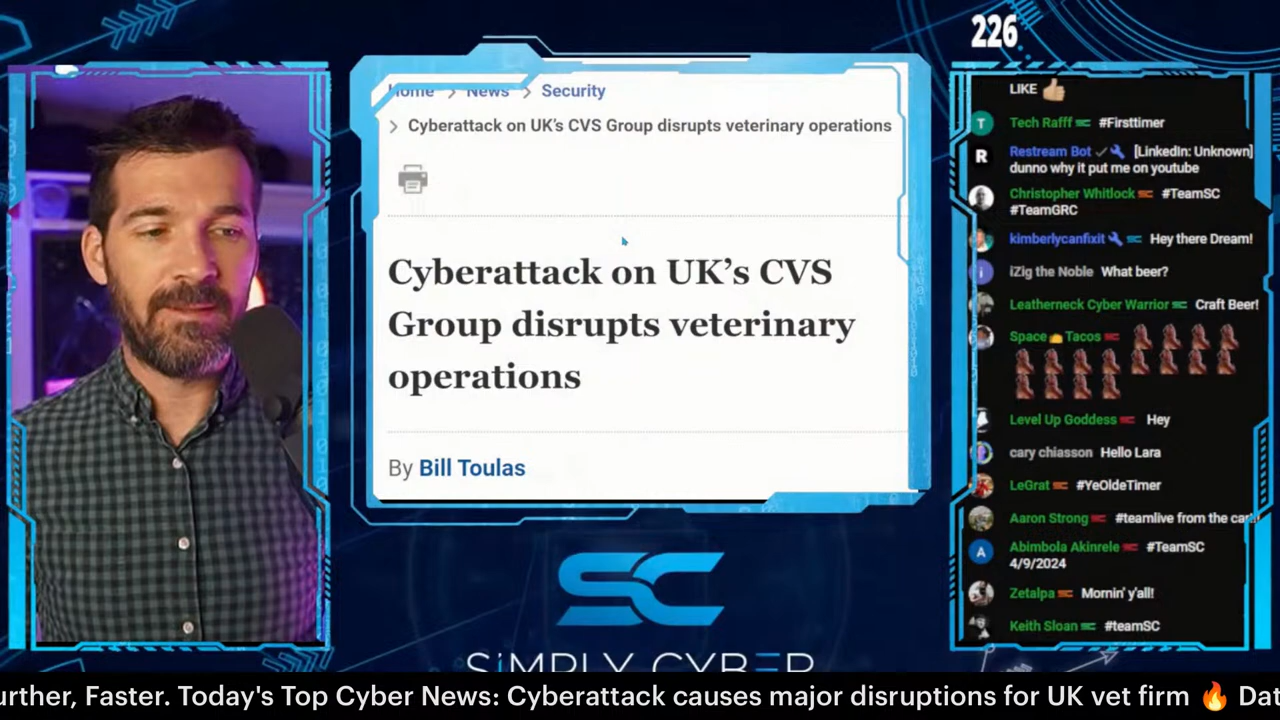 226
Home > News > Security
> Cyberattack on UK's CVS Group disrupts veterinary operations
Cyberattack on UK's CVS
Group disrupts veterinary
operations
By Bill Toulas
SC
SiMPLY CYBER
LIKE 👍🏼
T
Tech Rafff #Firsttimer
R
Restream Bot [LinkedIn: Unknown]
dunno why it put me on youtube
Christopher Whitlock #TeamSC
#TeamGRC
kimberlycanfixit Hey there Dream!
i
iZig the Noble What beer?
Leatherneck Cyber Warrior Craft Beer!
Space🌮Tacos
Level Up Goddess Hey
cary chiasson Hello Lara
LeGrat #YeOldeTimer
Aaron Strong #teamlive from the car!
A
Abimbola Akinrele #TeamSC
4/9/2024
Zetalpa Mornin' y'all!
Keith Sloan #teamSC
urther, Faster. Today's Top Cyber News: Cyberattack causes major disruptions for UK vet firm 🔥 Dat